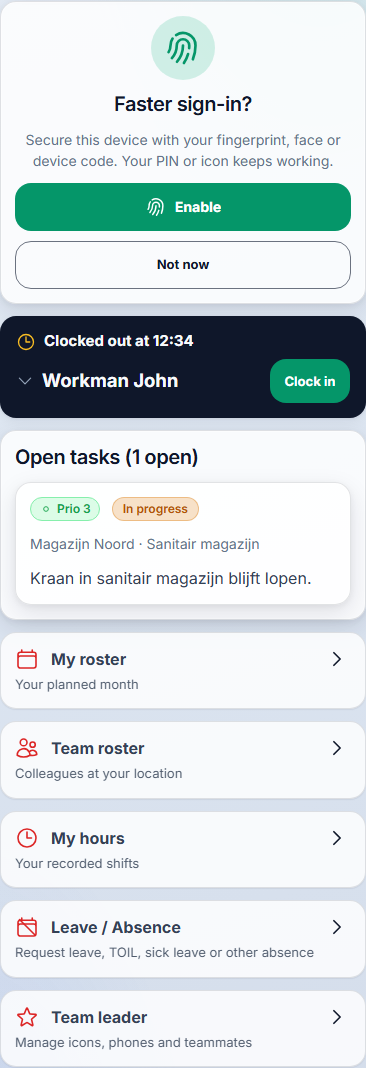 Faster sign-in?
Secure this device with your fingerprint, face or
device code. Your PIN or icon keeps working.
Enable
Not now
Clocked out at 12:34
Workman John
Clock in
Open tasks (1 open)
Prio 3
In progress
Magazijn Noord · Sanitair magazijn
Kraan in sanitair magazijn blijft lopen.
My roster
Your planned month
Team roster
Colleagues at your location
My hours
Your recorded shifts
Leave / Absence
Request leave, TOIL, sick leave or other absence
Team leader
Manage icons, phones and teammates